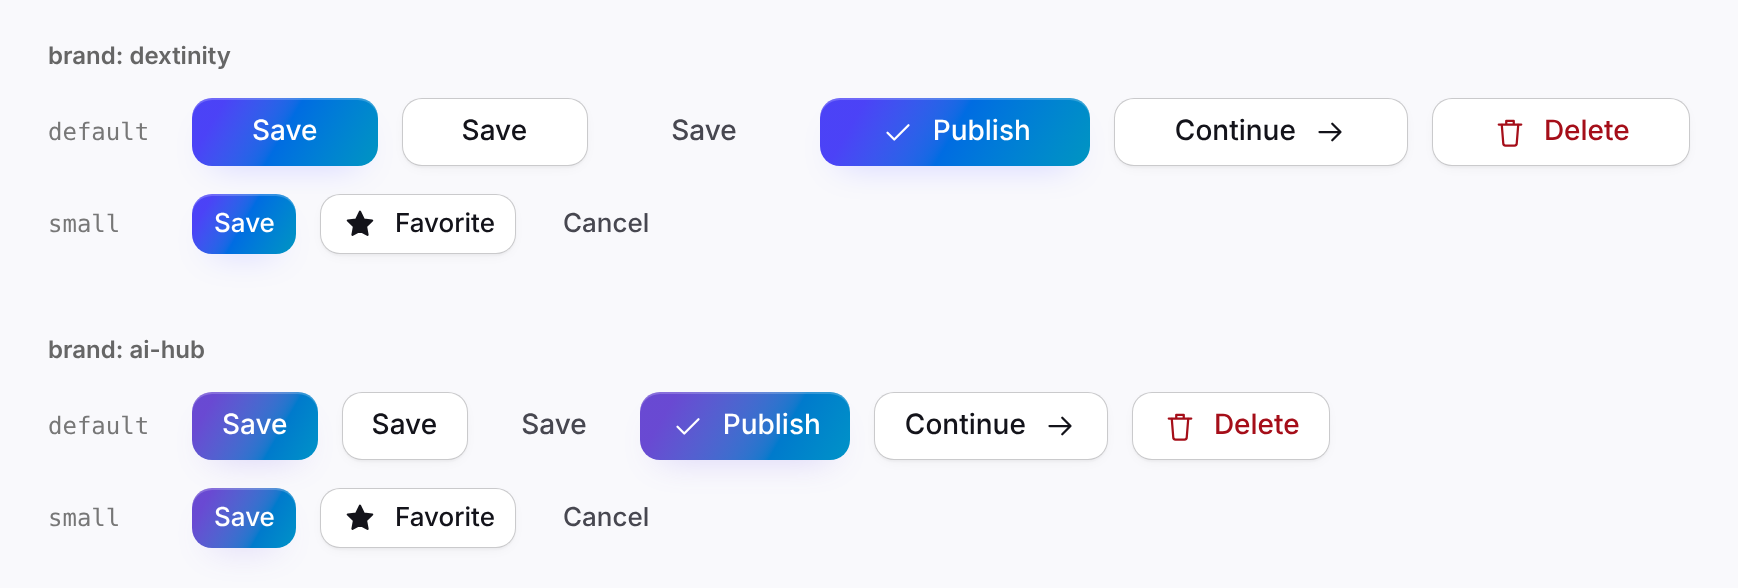 brand: dextinity
default Save Save Save Publish Continue Delete
small Save Favorite Cancel
brand: ai-hub
default Save Save Save Publish Continue Delete
small Save Favorite Cancel